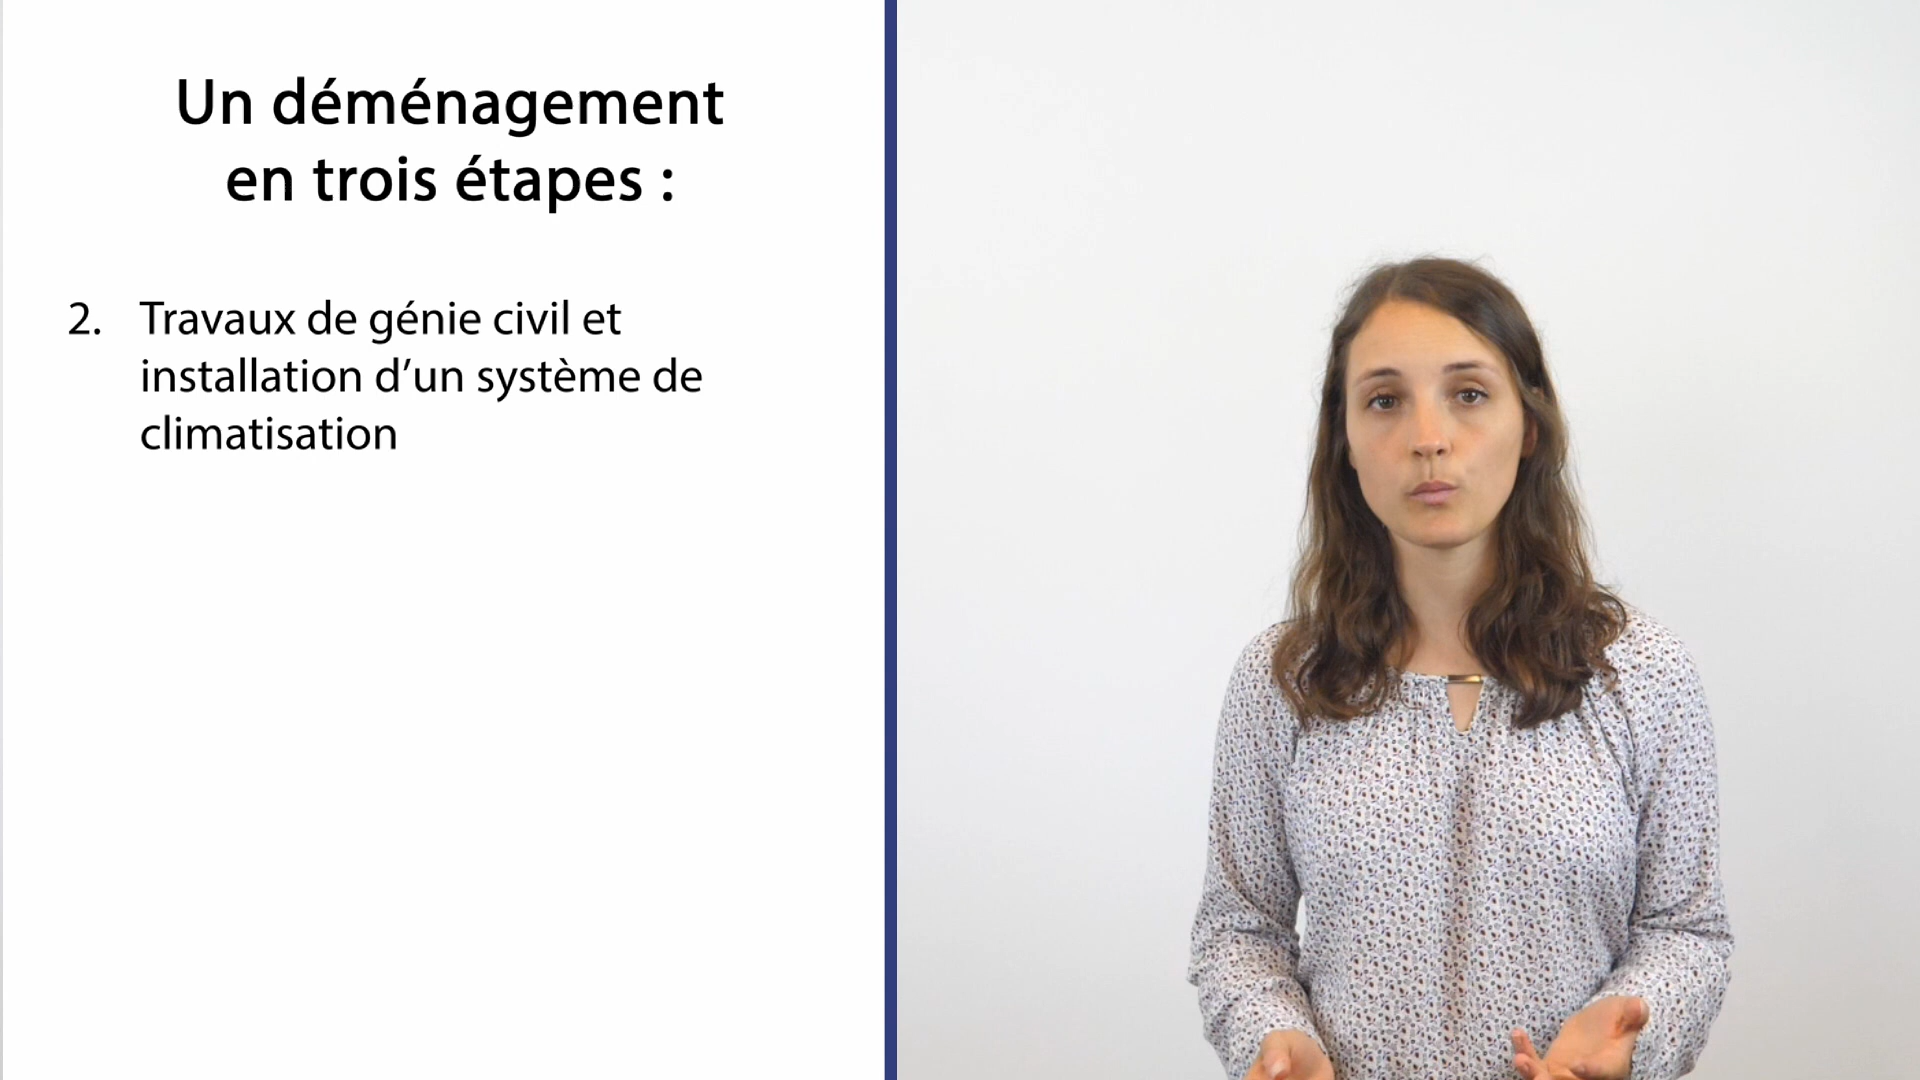 Un déménagement
en trois étapes :
2. Travaux de génie civil et
installation d’un système de
climatisation